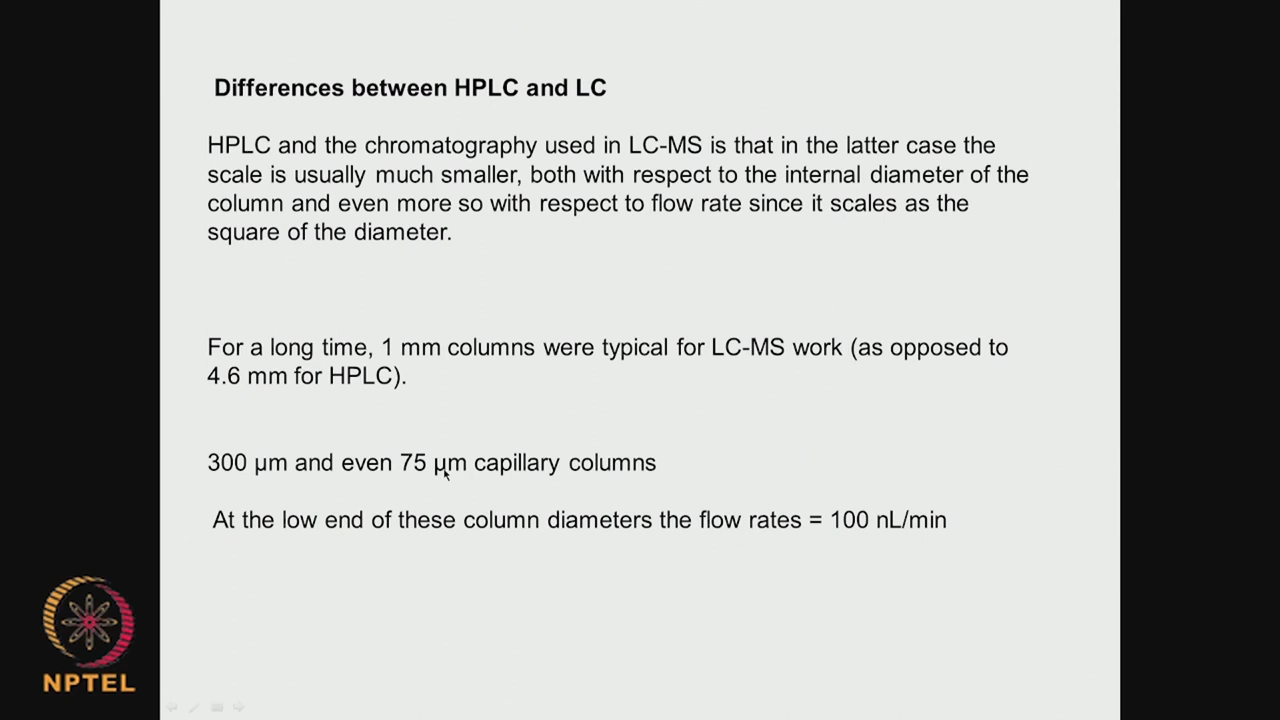 Differences between HPLC and LC
HPLC and the chromatography used in LC-MS is that in the latter case the
scale is usually much smaller, both with respect to the internal diameter of the
column and even more so with respect to flow rate since it scales as the
square of the diameter.
For a long time, 1 mm columns were typical for LC-MS work (as opposed to
4.6 mm for HPLC).
300 µm and even 75 µm capillary columns
At the low end of these column diameters the flow rates = 100 nL/min
NPTEL